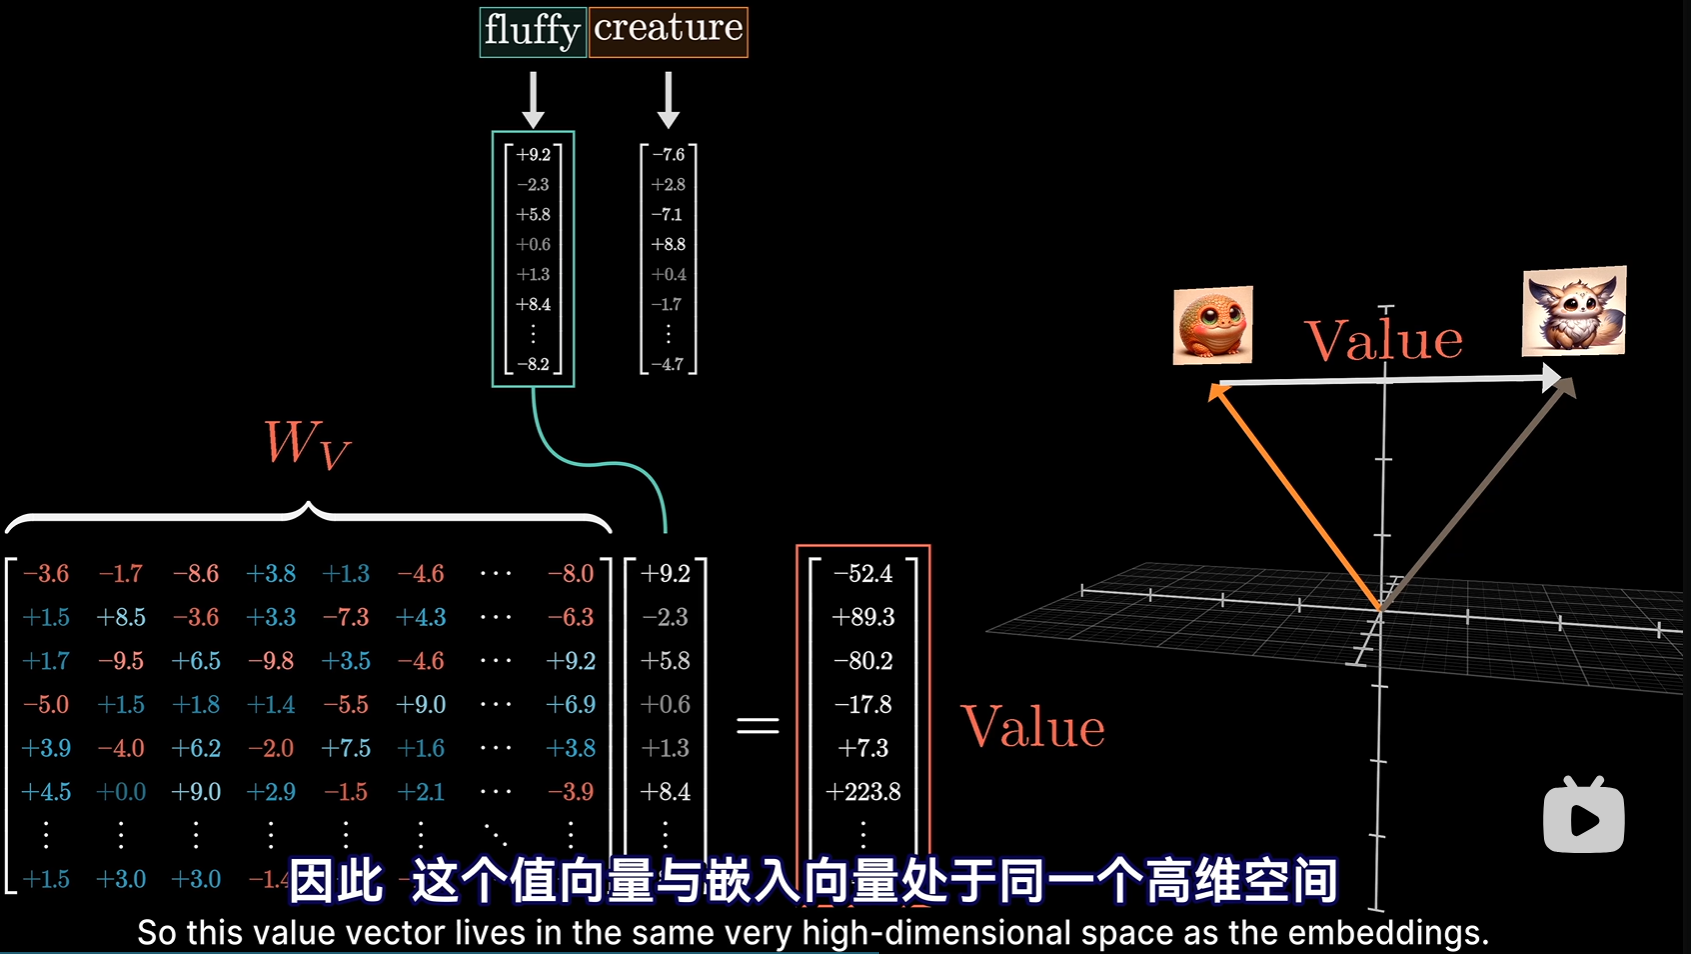 fluffy creature
+9.2 −7.6
−2.3 +2.8
+5.8 −7.1
+0.6 +8.8
+1.3 +0.4
+8.4 −1.7
⋮ ⋮
−8.2 −4.7
Value
W_V
−3.6 −1.7 −8.6 +3.8 +1.3 −4.6 ⋯ −8.0 +9.2 −52.4
+1.5 +8.5 −3.6 +3.3 −7.3 +4.3 ⋯ −6.3 −2.3 +89.3
+1.7 −9.5 +6.5 −9.8 +3.5 −4.6 ⋯ +9.2 +5.8 −80.2
−5.0 +1.5 +1.8 +1.4 −5.5 +9.0 ⋯ +6.9 +0.6 −17.8
+3.9 −4.0 +6.2 −2.0 +7.5 +1.6 ⋯ +3.8 +1.3 = +7.3
Value
+4.5 +0.0 +9.0 +2.9 −1.5 +2.1 ⋯ −3.9 +8.4 +223.8
⋮ ⋮ ⋮ ⋮ ⋮ ⋮ ⋱ ⋮ ⋮ ⋮
+1.5 +3.0 +3.0
因此 这个值向量与嵌入向量处于同一个高维空间
So this value vector lives in the same very high-dimensional space as the embeddings.